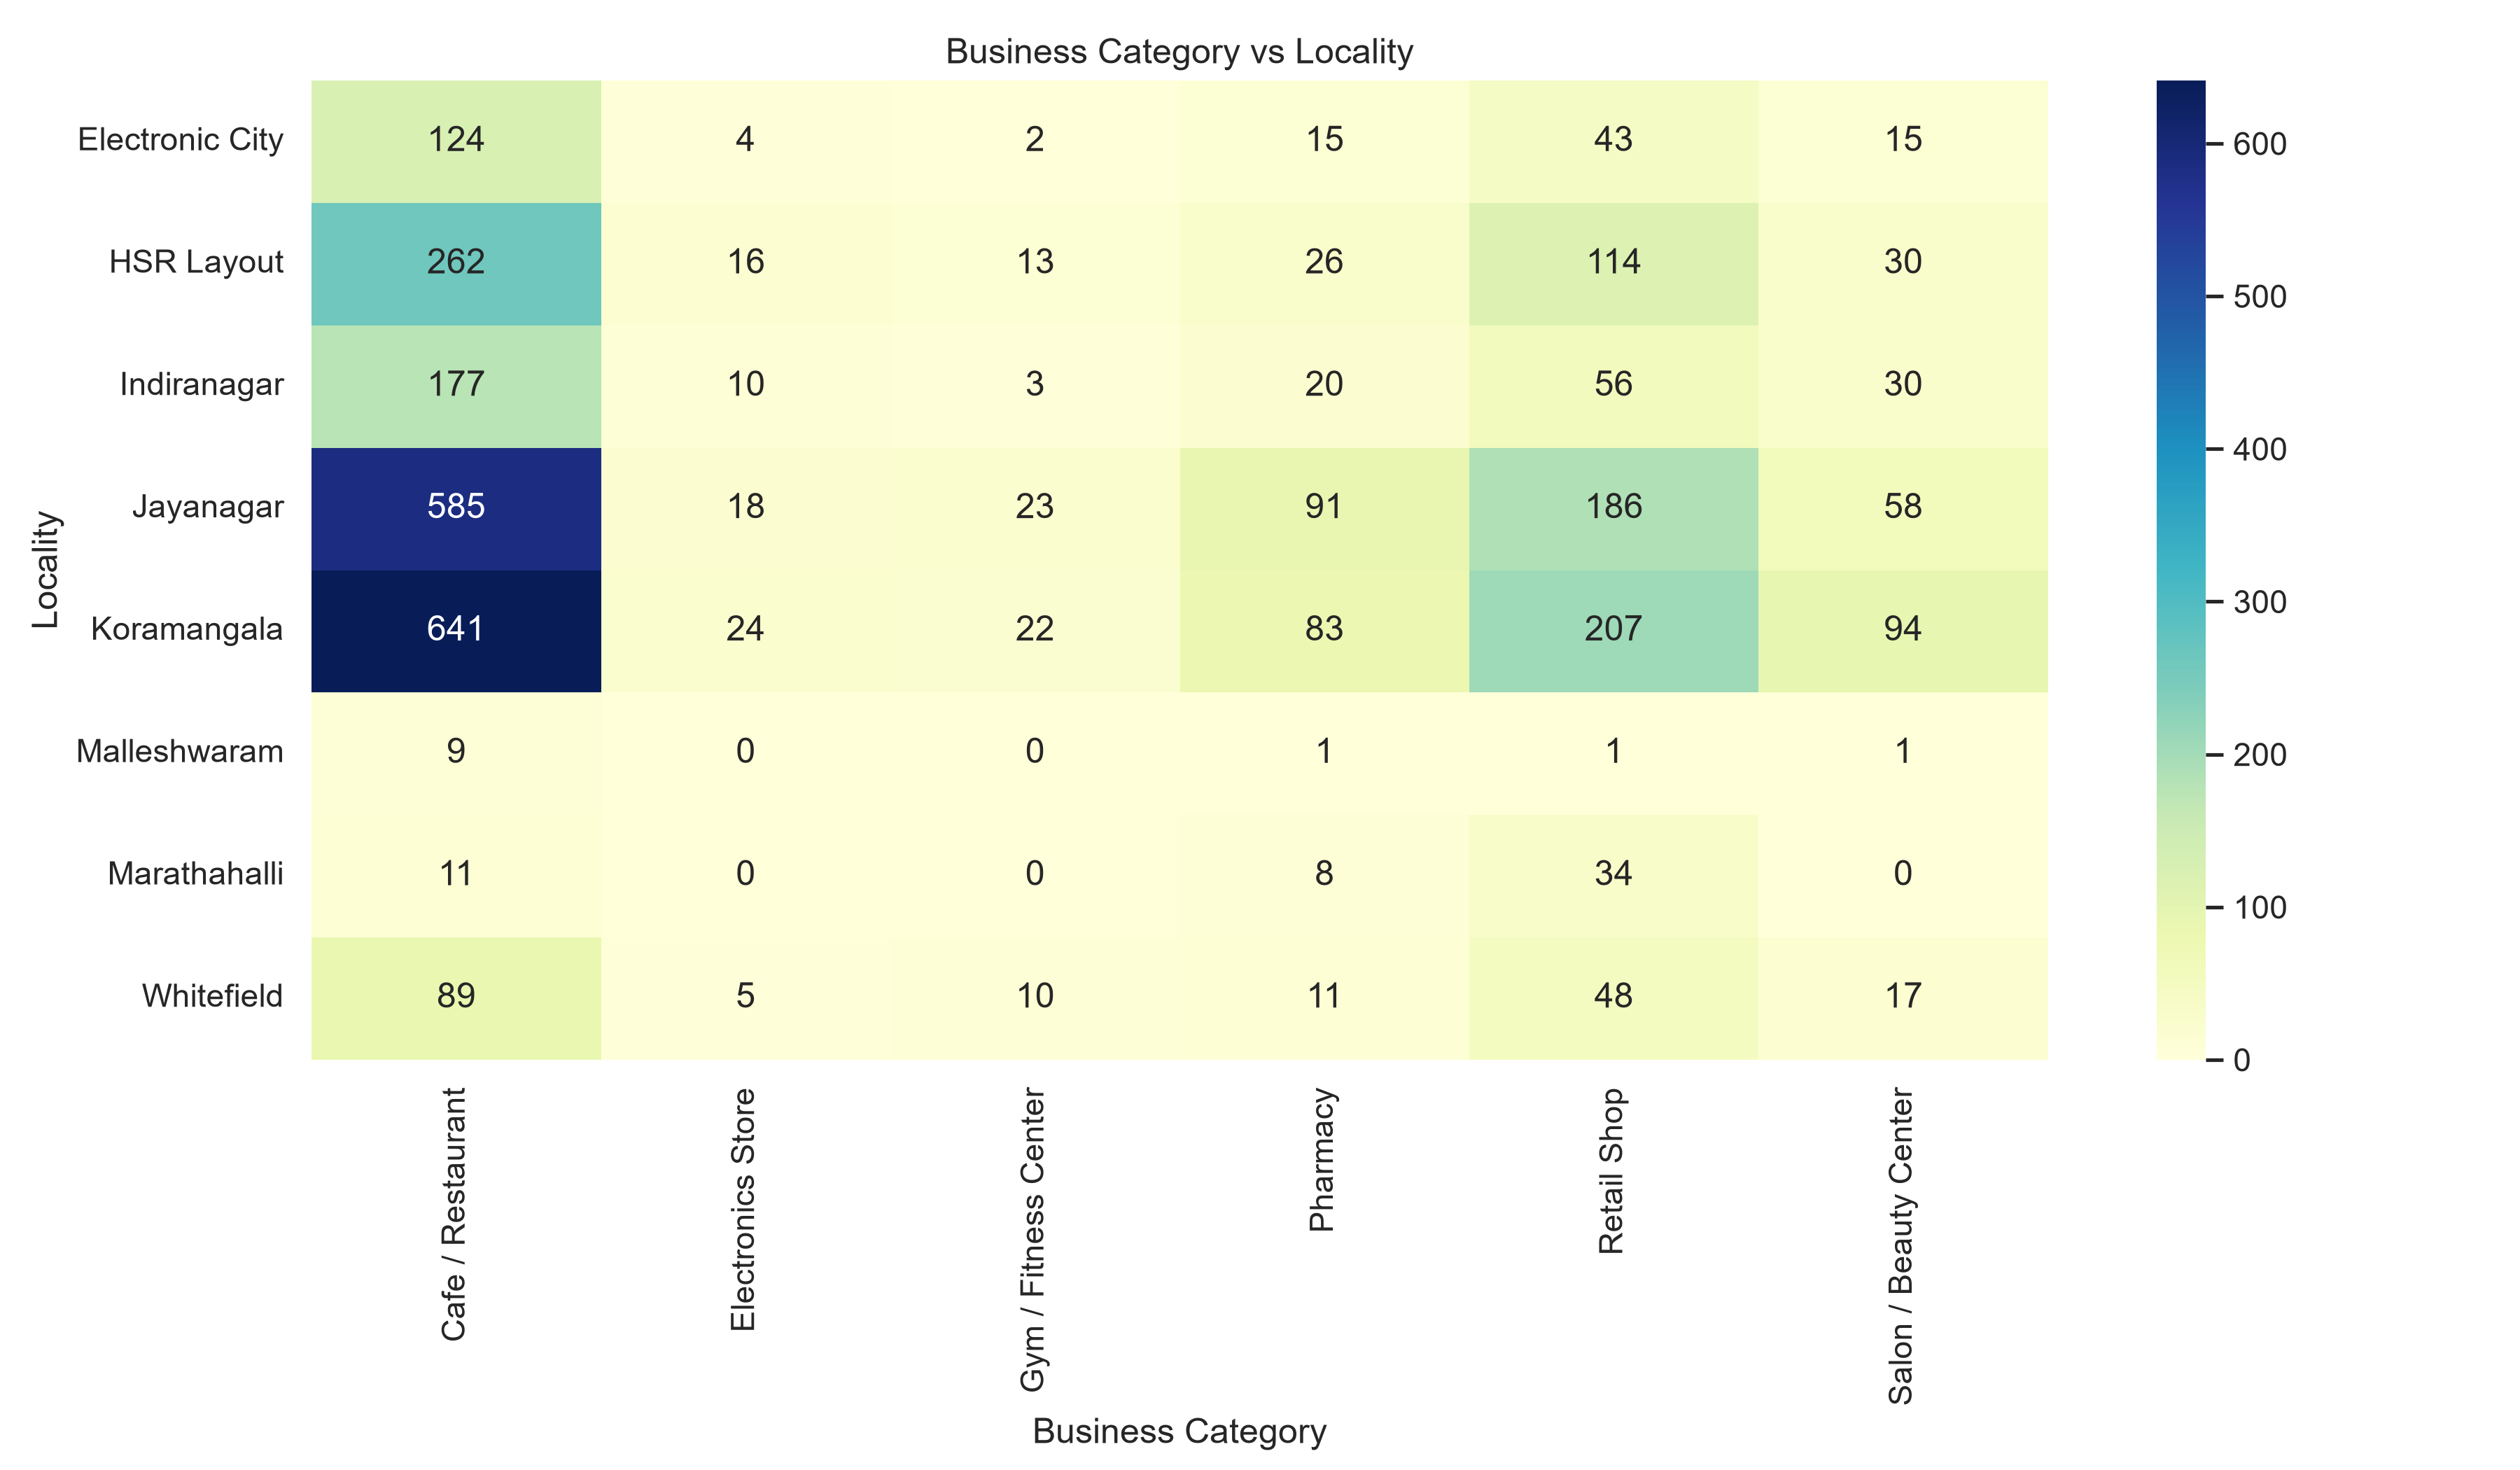 Business Category vs Locality
Locality
Electronic City 124 4 2 15 43 15
HSR Layout 262 16 13 26 114 30
Indiranagar 177 10 3 20 56 30
Jayanagar 585 18 23 91 186 58
Koramangala 641 24 22 83 207 94
Malleshwaram 9 0 0 1 1 1
Marathahalli 11 0 0 8 34 0
Whitefield 89 5 10 11 48 17
Cafe / Restaurant
Electronics Store
Gym / Fitness Center
Pharmacy
Retail Shop
Salon / Beauty Center
Business Category
600
500
400
300
200
100
0